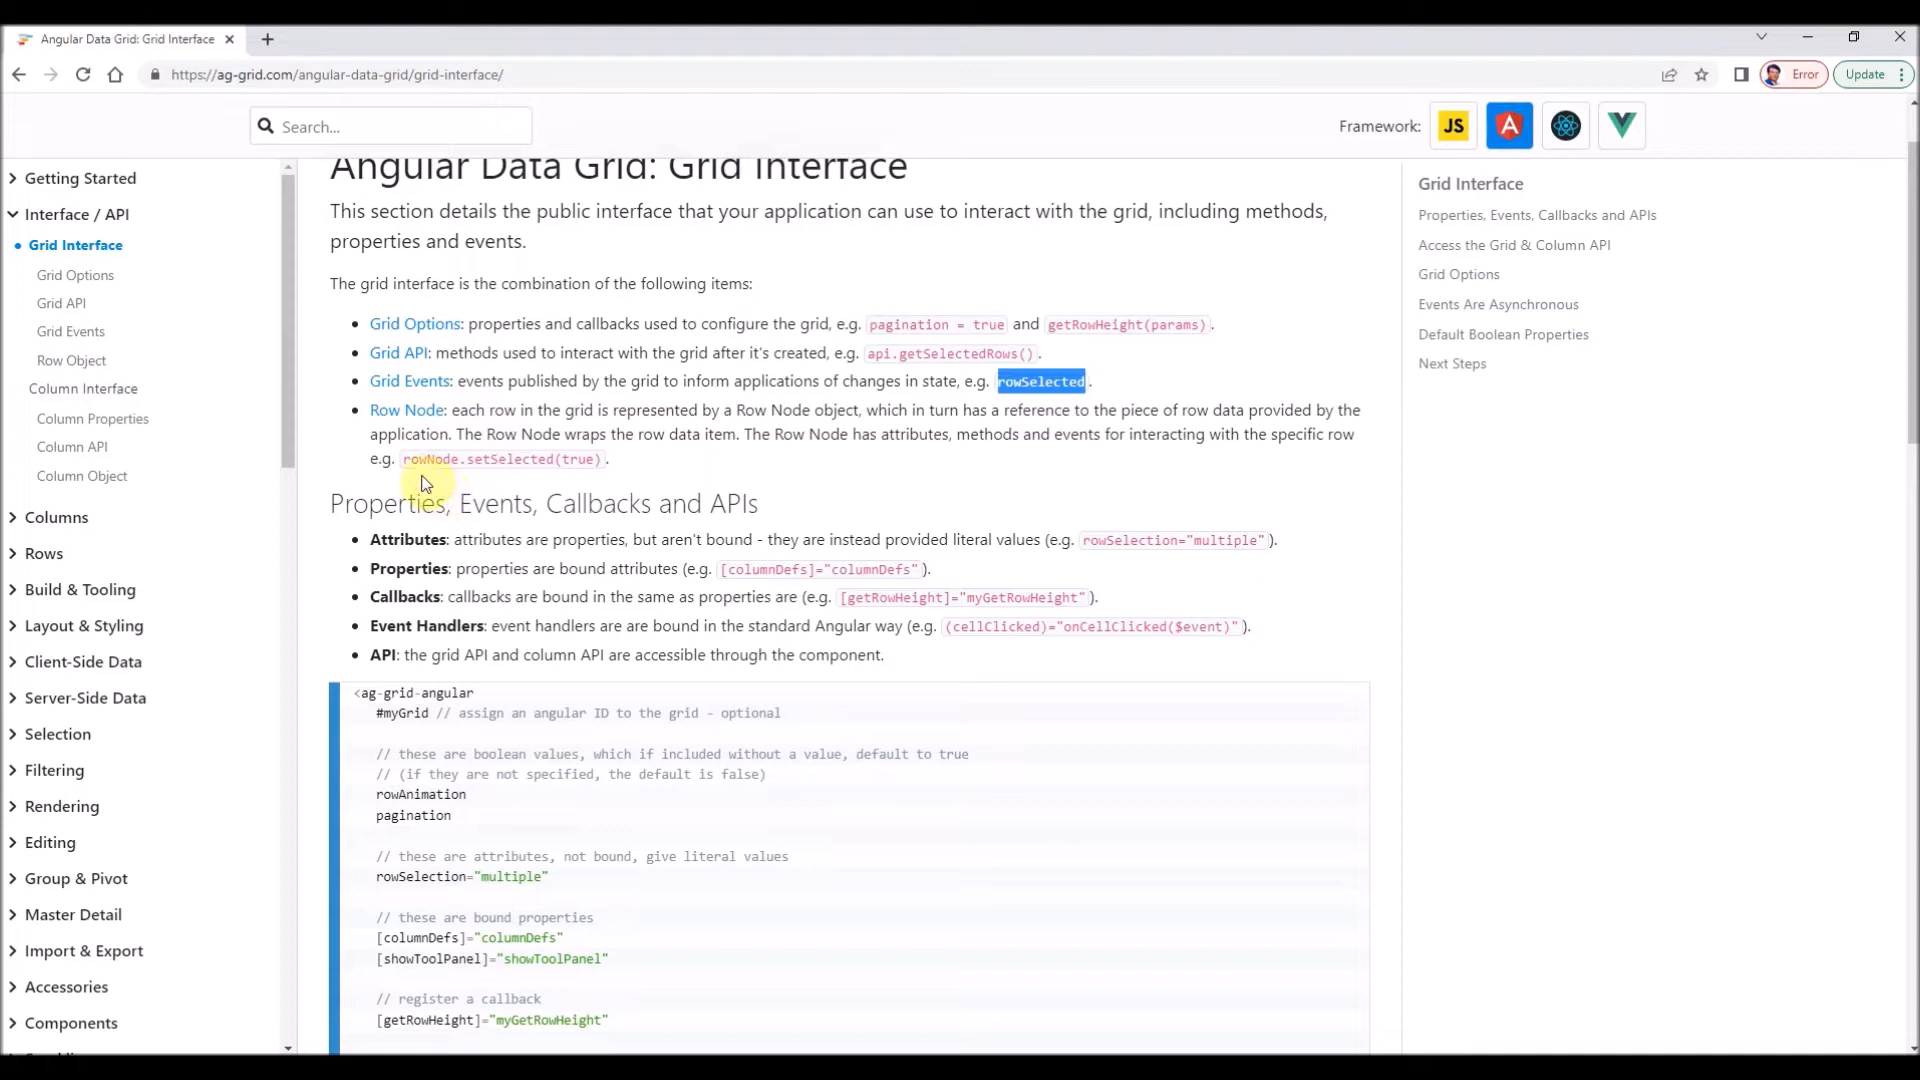 Angular Data Grid: Grid Interface
https://ag-grid.com/angular-data-grid/grid-interface/
Error
Update
Search...
Framework:
JS
Getting Started
Interface / API
Grid Interface
Grid Options
Grid API
Grid Events
Row Object
Column Interface
Column Properties
Column API
Column Object
Columns
Rows
Build & Tooling
Layout & Styling
Client-Side Data
Server-Side Data
Selection
Filtering
Rendering
Editing
Group & Pivot
Master Detail
Import & Export
Accessories
Components
Angular Data Grid: Grid Interface
This section details the public interface that your application can use to interact with the grid, including methods,
properties and events.
The grid interface is the combination of the following items:
Grid Options: properties and callbacks used to configure the grid, e.g. pagination = true and getRowHeight(params).
Grid API: methods used to interact with the grid after it's created, e.g. api.getSelectedRows().
Grid Events: events published by the grid to inform applications of changes in state, e.g. rowSelected.
Row Node: each row in the grid is represented by a Row Node object, which in turn has a reference to the piece of row data provided by the
application. The Row Node wraps the row data item. The Row Node has attributes, methods and events for interacting with the specific row
e.g. rowNode.setSelected(true).
Properties, Events, Callbacks and APIs
Attributes: attributes are properties, but aren't bound - they are instead provided literal values (e.g. rowSelection="multiple").
Properties: properties are bound attributes (e.g. [columnDefs]="columnDefs").
Callbacks: callbacks are bound in the same as properties are (e.g. [getRowHeight]="myGetRowHeight").
Event Handlers: event handlers are are bound in the standard Angular way (e.g. (cellClicked)="onCellClicked($event)").
API: the grid API and column API are accessible through the component.
<ag-grid-angular
#myGrid // assign an angular ID to the grid - optional
// these are boolean values, which if included without a value, default to true
// (if they are not specified, the default is false)
rowAnimation
pagination
// these are attributes, not bound, give literal values
rowSelection="multiple"
// these are bound properties
[columnDefs]="columnDefs"
[showToolPanel]="showToolPanel"
// register a callback
[getRowHeight]="myGetRowHeight"
Grid Interface
Properties, Events, Callbacks and APIs
Access the Grid & Column API
Grid Options
Events Are Asynchronous
Default Boolean Properties
Next Steps